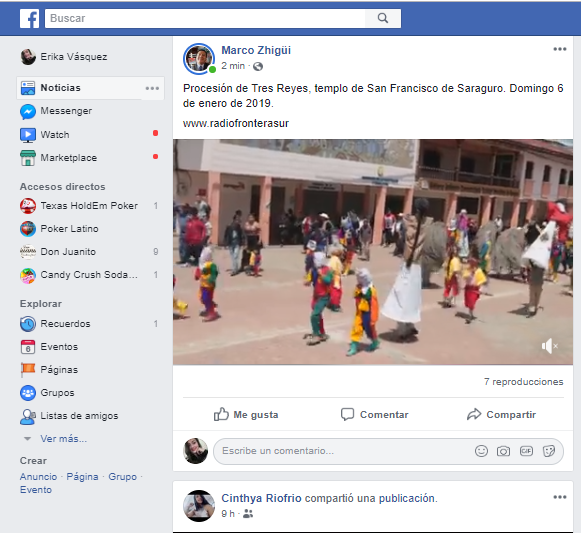 Buscar
Erika Vásquez
Noticias
Messenger
Watch
Marketplace
Accesos directos
Texas HoldEm Poker 1
Poker Latino
Don Juanito 9
Candy Crush Soda...
1
Explorar
Recuerdos 1
Eventos
Páginas
Grupos
Listas de amigos
Ver más...
Crear
Anuncio · Página · Grupo ·
Evento
Marco Zhigüi
2 min ·
Procesión de Tres Reyes, templo de San Francisco de Saraguro. Domingo 6
de enero de 2019.
www.radiofronterasur
7 reproducciones
Me gusta
Comentar
Compartir
Escribe un comentario...
GIF
Cinthya Riofrio compartió una publicación.
9 h ·